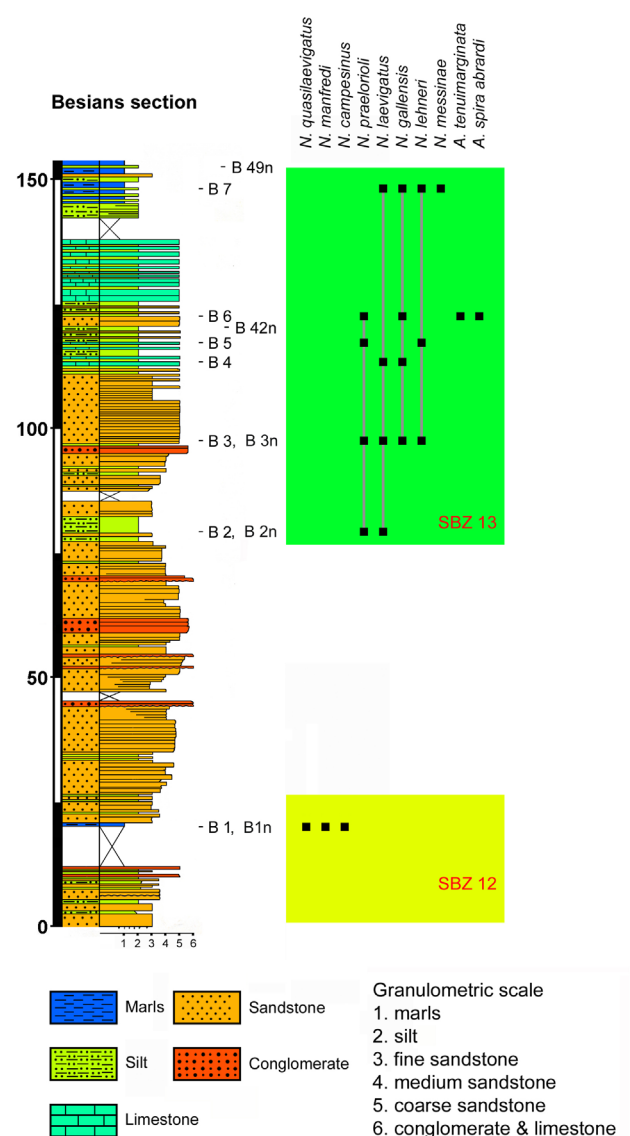 N. quasilaevigatus
N. manfredi
N. campesinus
N. praelorioli
N. laevigatus
N. gallensis
N. lehneri
N. messinae
A. tenuimarginata
A. spira abrardi
Besians section
B 49n
150
B 7
B 6
B 42n
B 5
B 4
100
B 3, B 3n
SBZ 13
B 2, B 2n
50
B 1, B1n
SBZ 12
0
1 2 3 4 5 6
Marls
Sandstone
Silt
Conglomerate
Limestone
Granulometric scale
1. marls
2. silt
3. fine sandstone
4. medium sandstone
5. coarse sandstone
6. conglomerate & limestone